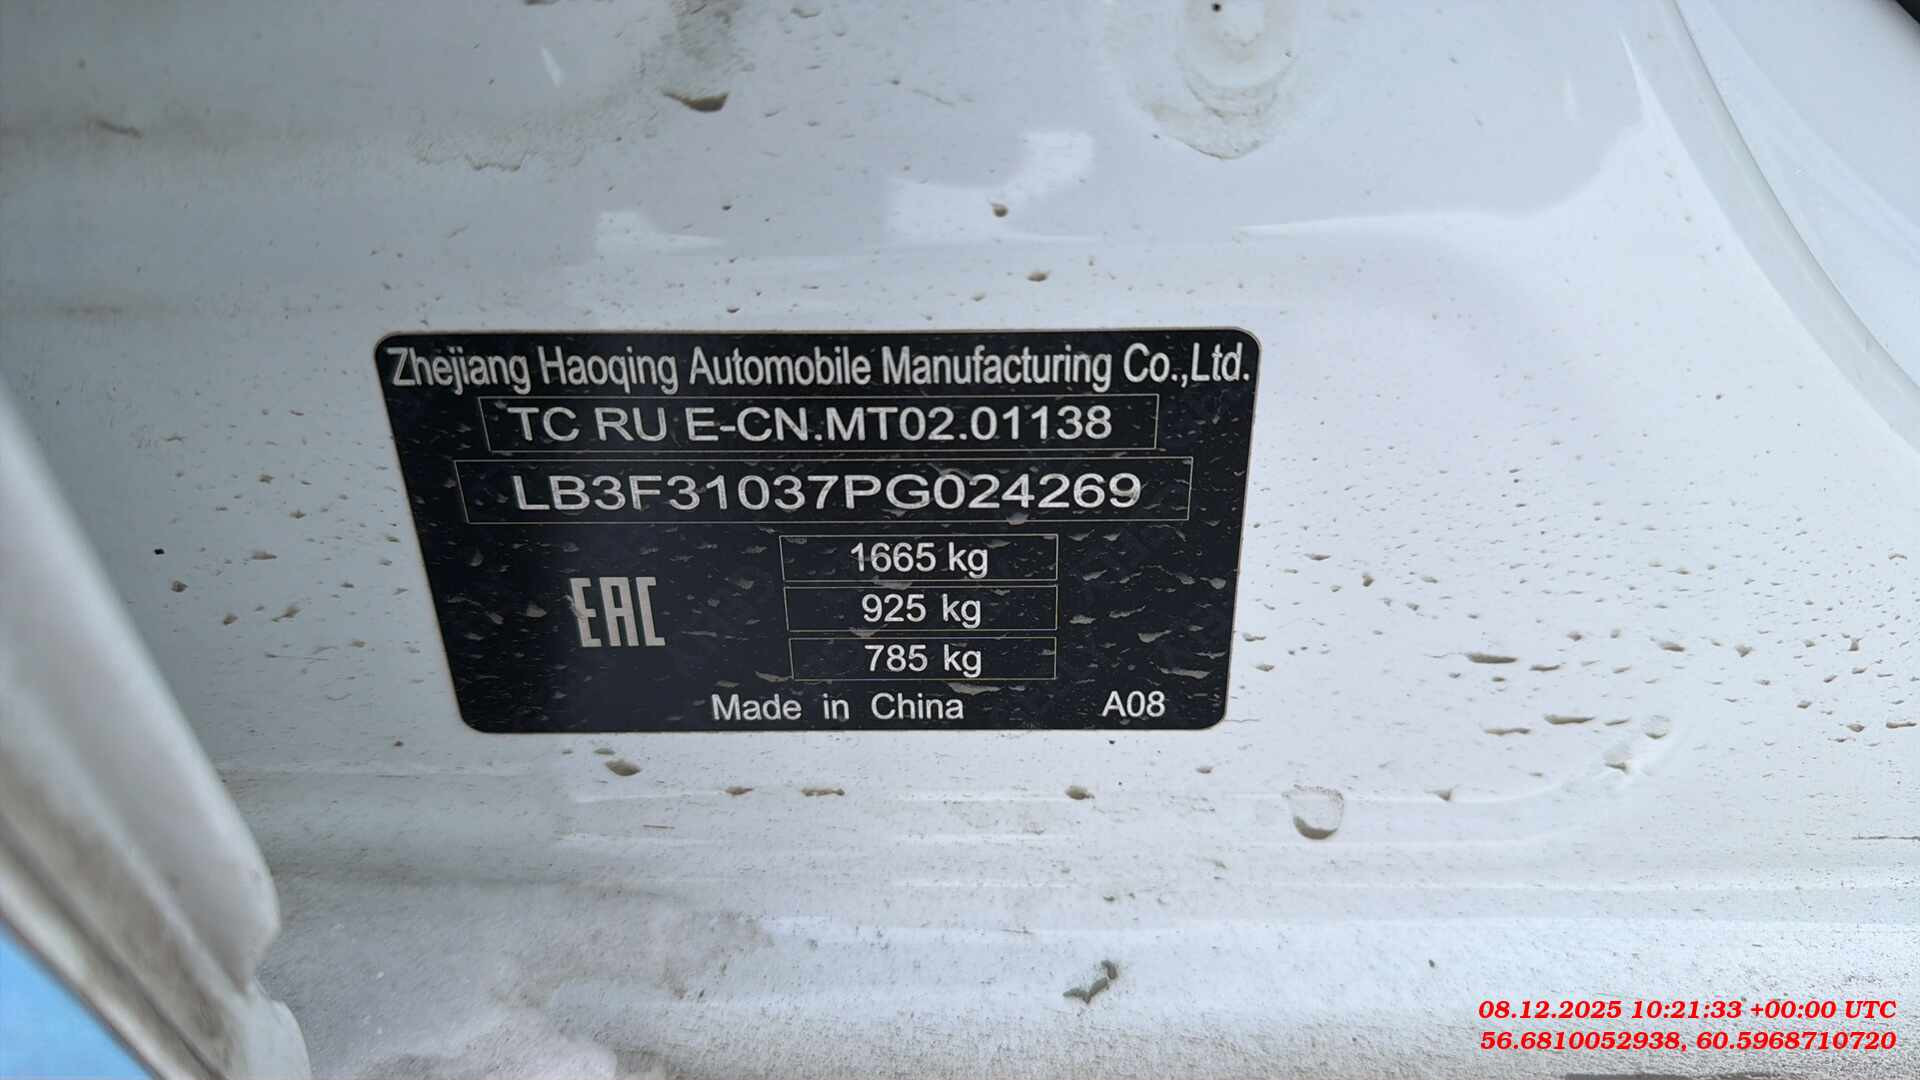 Zhejiang Haoqing Automobile Manufacturing Co.,Ltd.
TC RU E-CN.MT02.01138
LB3F31037PG024269
1665 kg
EAC
925 kg
785 kg
Made in China A08
08.12.2025 10:21:33 +00:00 UTC
56.6810052938, 60.5968710720